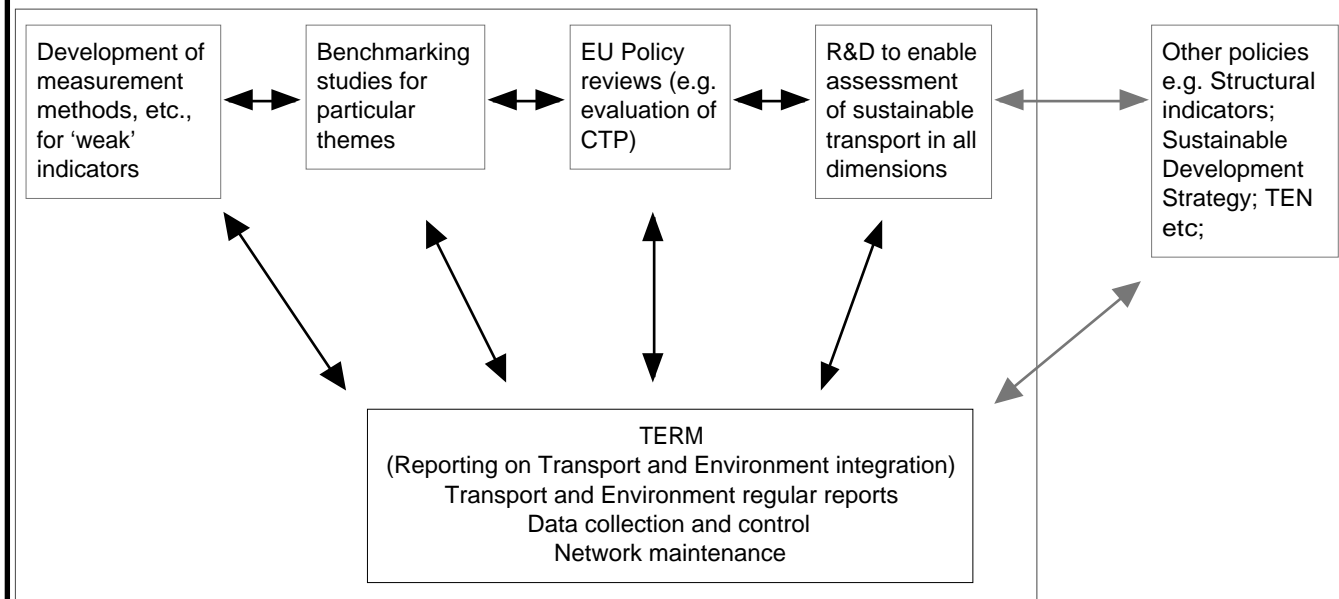 Development of
measurement
methods, etc.,
for ‘weak’
indicators
Benchmarking
studies for
particular
themes
EU Policy
reviews (e.g.
evaluation of
CTP)
R&D to enable
assessment
of sustainable
transport in all
dimensions
Other policies
e.g. Structural
indicators;
Sustainable
Development
Strategy; TEN
etc;
TERM
(Reporting on Transport and Environment integration)
Transport and Environment regular reports
Data collection and control
Network maintenance